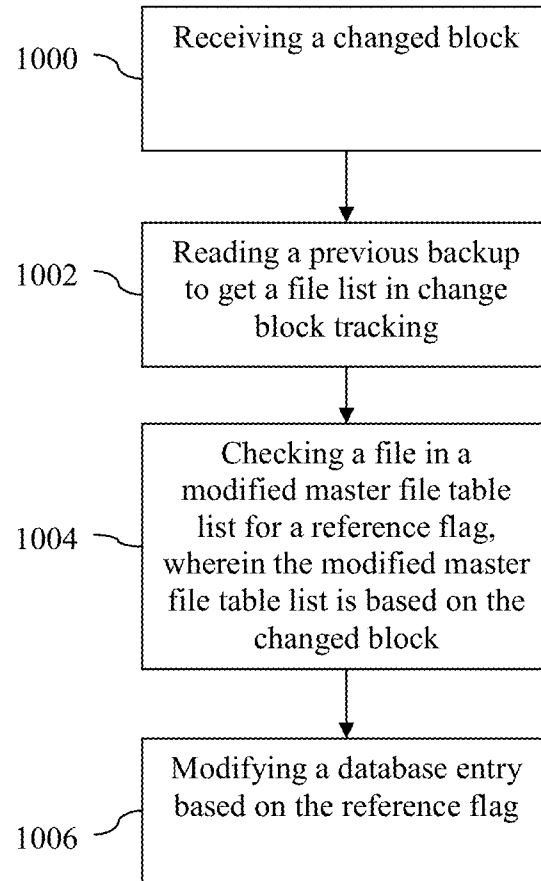 Receiving a changed block
1000
Reading a previous backup
to get a file list in change
block tracking
1002
Checking a file in a
modified master file table
list for a reference flag,
wherein the modified master
file table list is based on the
changed block
1004
Modifying a database entry
based on the reference flag
1006